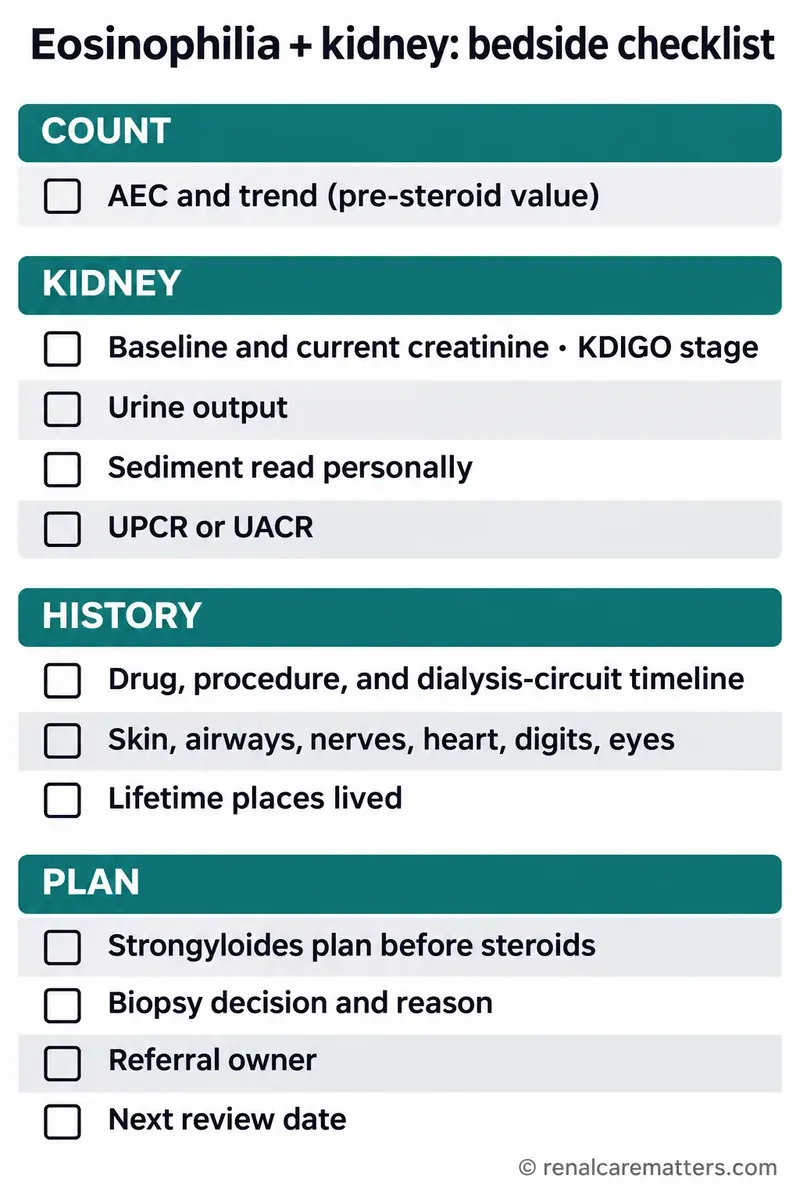 Eosinophilia + kidney: bedside checklist
COUNT
AEC and trend (pre-steroid value)
KIDNEY
Baseline and current creatinine · KDIGO stage
Urine output
Sediment read personally
UPCR or UACR
HISTORY
Drug, procedure, and dialysis-circuit timeline
Skin, airways, nerves, heart, digits, eyes
Lifetime places lived
PLAN
Strongyloides plan before steroids
Biopsy decision and reason
Referral owner
Next review date
© renalcarematters.com